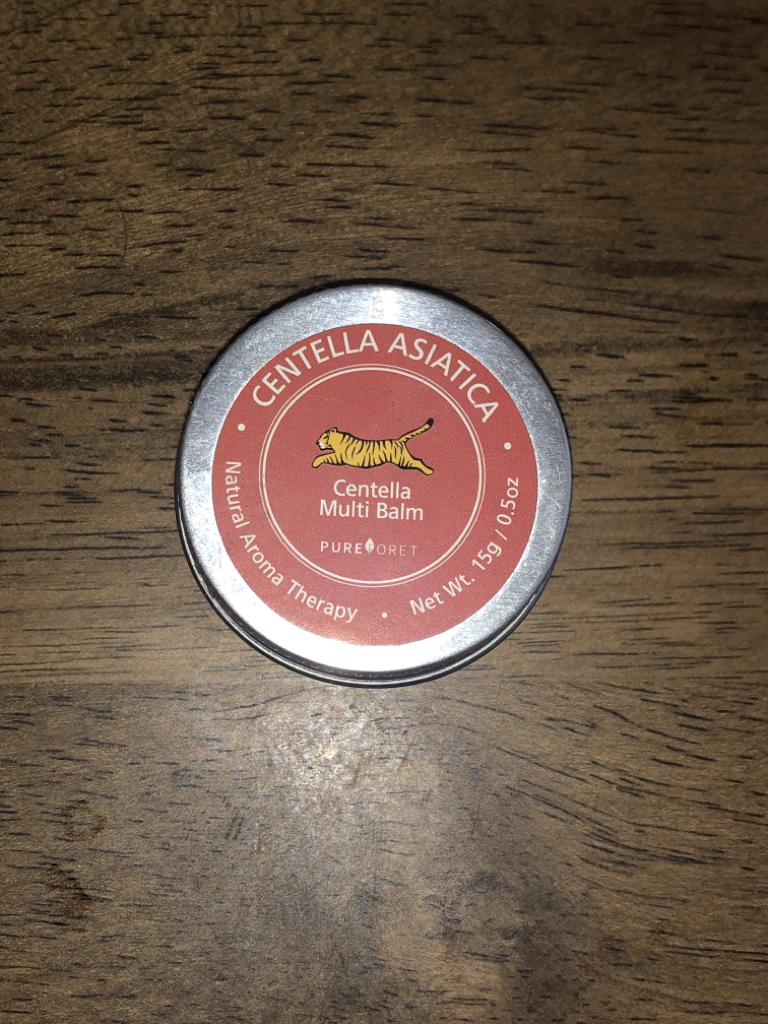 CENTELLA ASIATICA
Centella
Multi Balm
PUREFORET
Natural Aroma Therapy
Net Wt. 15g / 0.5oz